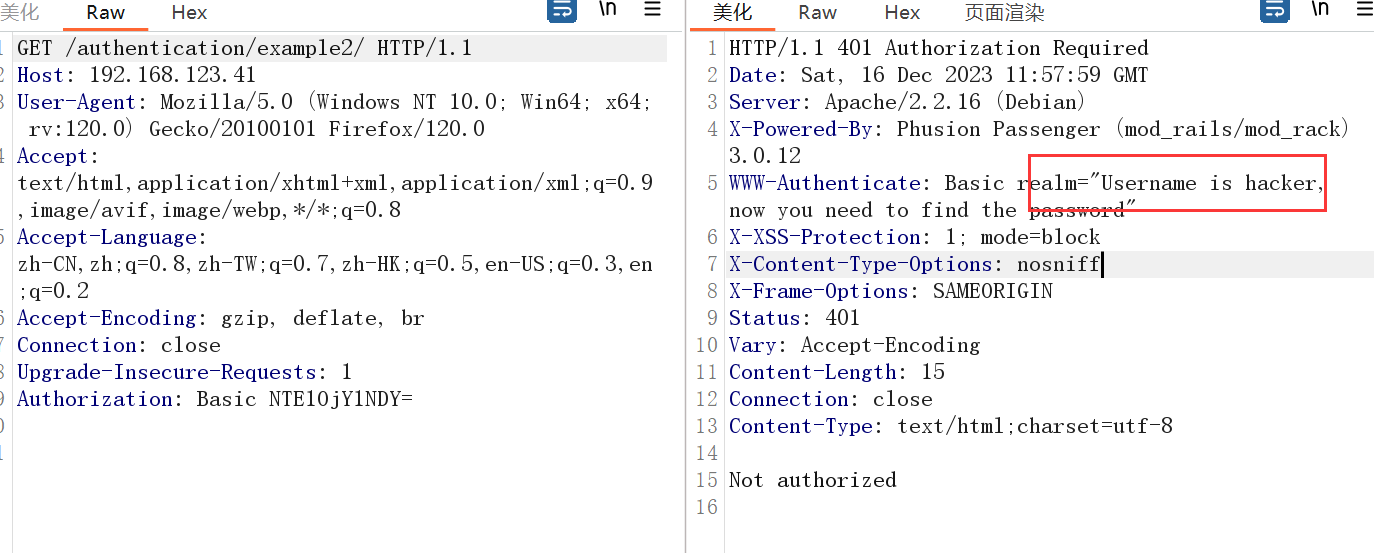 美化 Raw Hex \n
GET /authentication/example2/ HTTP/1.1
2 Host: 192.168.123.41
3 User-Agent: Mozilla/5.0 (Windows NT 10.0; Win64; x64;
rv:120.0) Gecko/20100101 Firefox/120.0
4 Accept:
text/html,application/xhtml+xml,application/xml;q=0.9
,image/avif,image/webp,*/*;q=0.8
5 Accept-Language:
zh-CN,zh;q=0.8,zh-TW;q=0.7,zh-HK;q=0.5,en-US;q=0.3,en
;q=0.2
6 Accept-Encoding: gzip, deflate, br
7 Connection: close
8 Upgrade-Insecure-Requests: 1
9 Authorization: Basic NTE1OjY1NDY=
0
1
美化 Raw Hex 页面渲染 \n
1 HTTP/1.1 401 Authorization Required
2 Date: Sat, 16 Dec 2023 11:57:59 GMT
3 Server: Apache/2.2.16 (Debian)
4 X-Powered-By: Phusion Passenger (mod_rails/mod_rack)
3.0.12
5 WWW-Authenticate: Basic realm="Username is hacker,
now you need to find the password"
6 X-XSS-Protection: 1; mode=block
7 X-Content-Type-Options: nosniff
8 X-Frame-Options: SAMEORIGIN
9 Status: 401
10 Vary: Accept-Encoding
11 Content-Length: 15
12 Connection: close
13 Content-Type: text/html;charset=utf-8
14
15 Not authorized
16